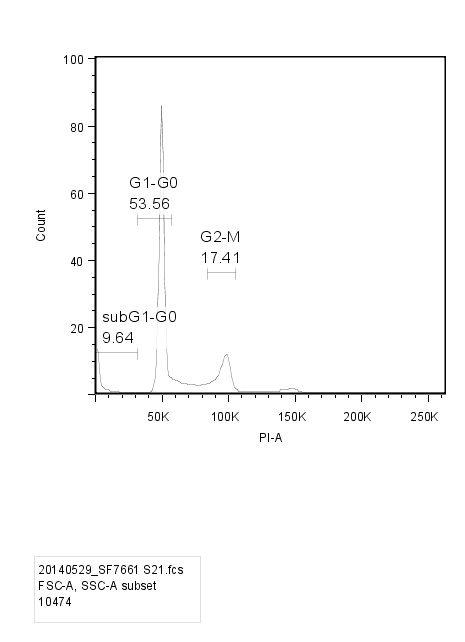 100
80
60
40
20
Count
G1-G0
53.56
G2-M
17.41
subG1-G0
9.64
50K
100K
150K
200K
250K
PI-A
20140529_SF7661 S21.fcs
FSC-A, SSC-A subset
10474